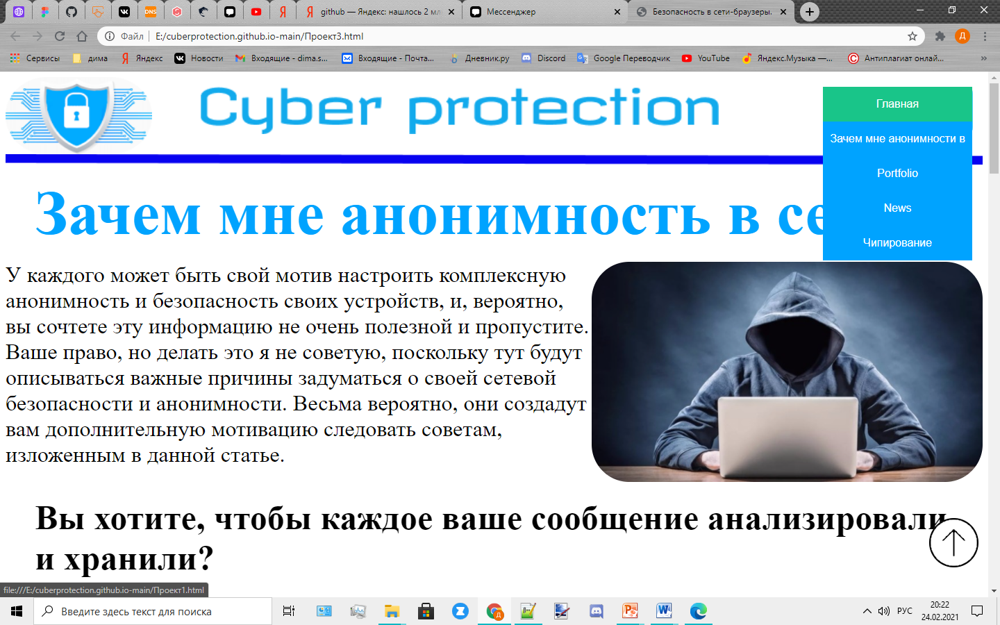 github — Яндекс: нашлось 2 мл
Мессенджер
Безопасность в сети-браузеры.
Файл
E:/cuberprotection.github.io-main/Проект3.html
Д
Сервисы
дима
Яндекс
Новости
Входящие - dima.s...
Входящие - Почта...
Дневник.ру
Discord
Google Переводчик
YouTube
Яндекс.Музыка —...
Антиплагиат онлай...
»
DNS
Cyber protection
Главная
Зачем мне анонимности в
Portfolio
News
Чипирование
Зачем мне анонимность в се
У каждого может быть свой мотив настроить комплексную
анонимность и безопасность своих устройств, и, вероятно,
вы сочтете эту информацию не очень полезной и пропустите.
Ваше право, но делать это я не советую, поскольку тут будут
описываться важные причины задуматься о своей сетевой
безопасности и анонимности. Весьма вероятно, они создадут
вам дополнительную мотивацию следовать советам,
изложенным в данной статье.
Вы хотите, чтобы каждое ваше сообщение анализировали
и хранили?
file:///E:/cuberprotection.github.io-main/Проект1.html
Введите здесь текст для поиска
РУС
20:22
24.02.2021